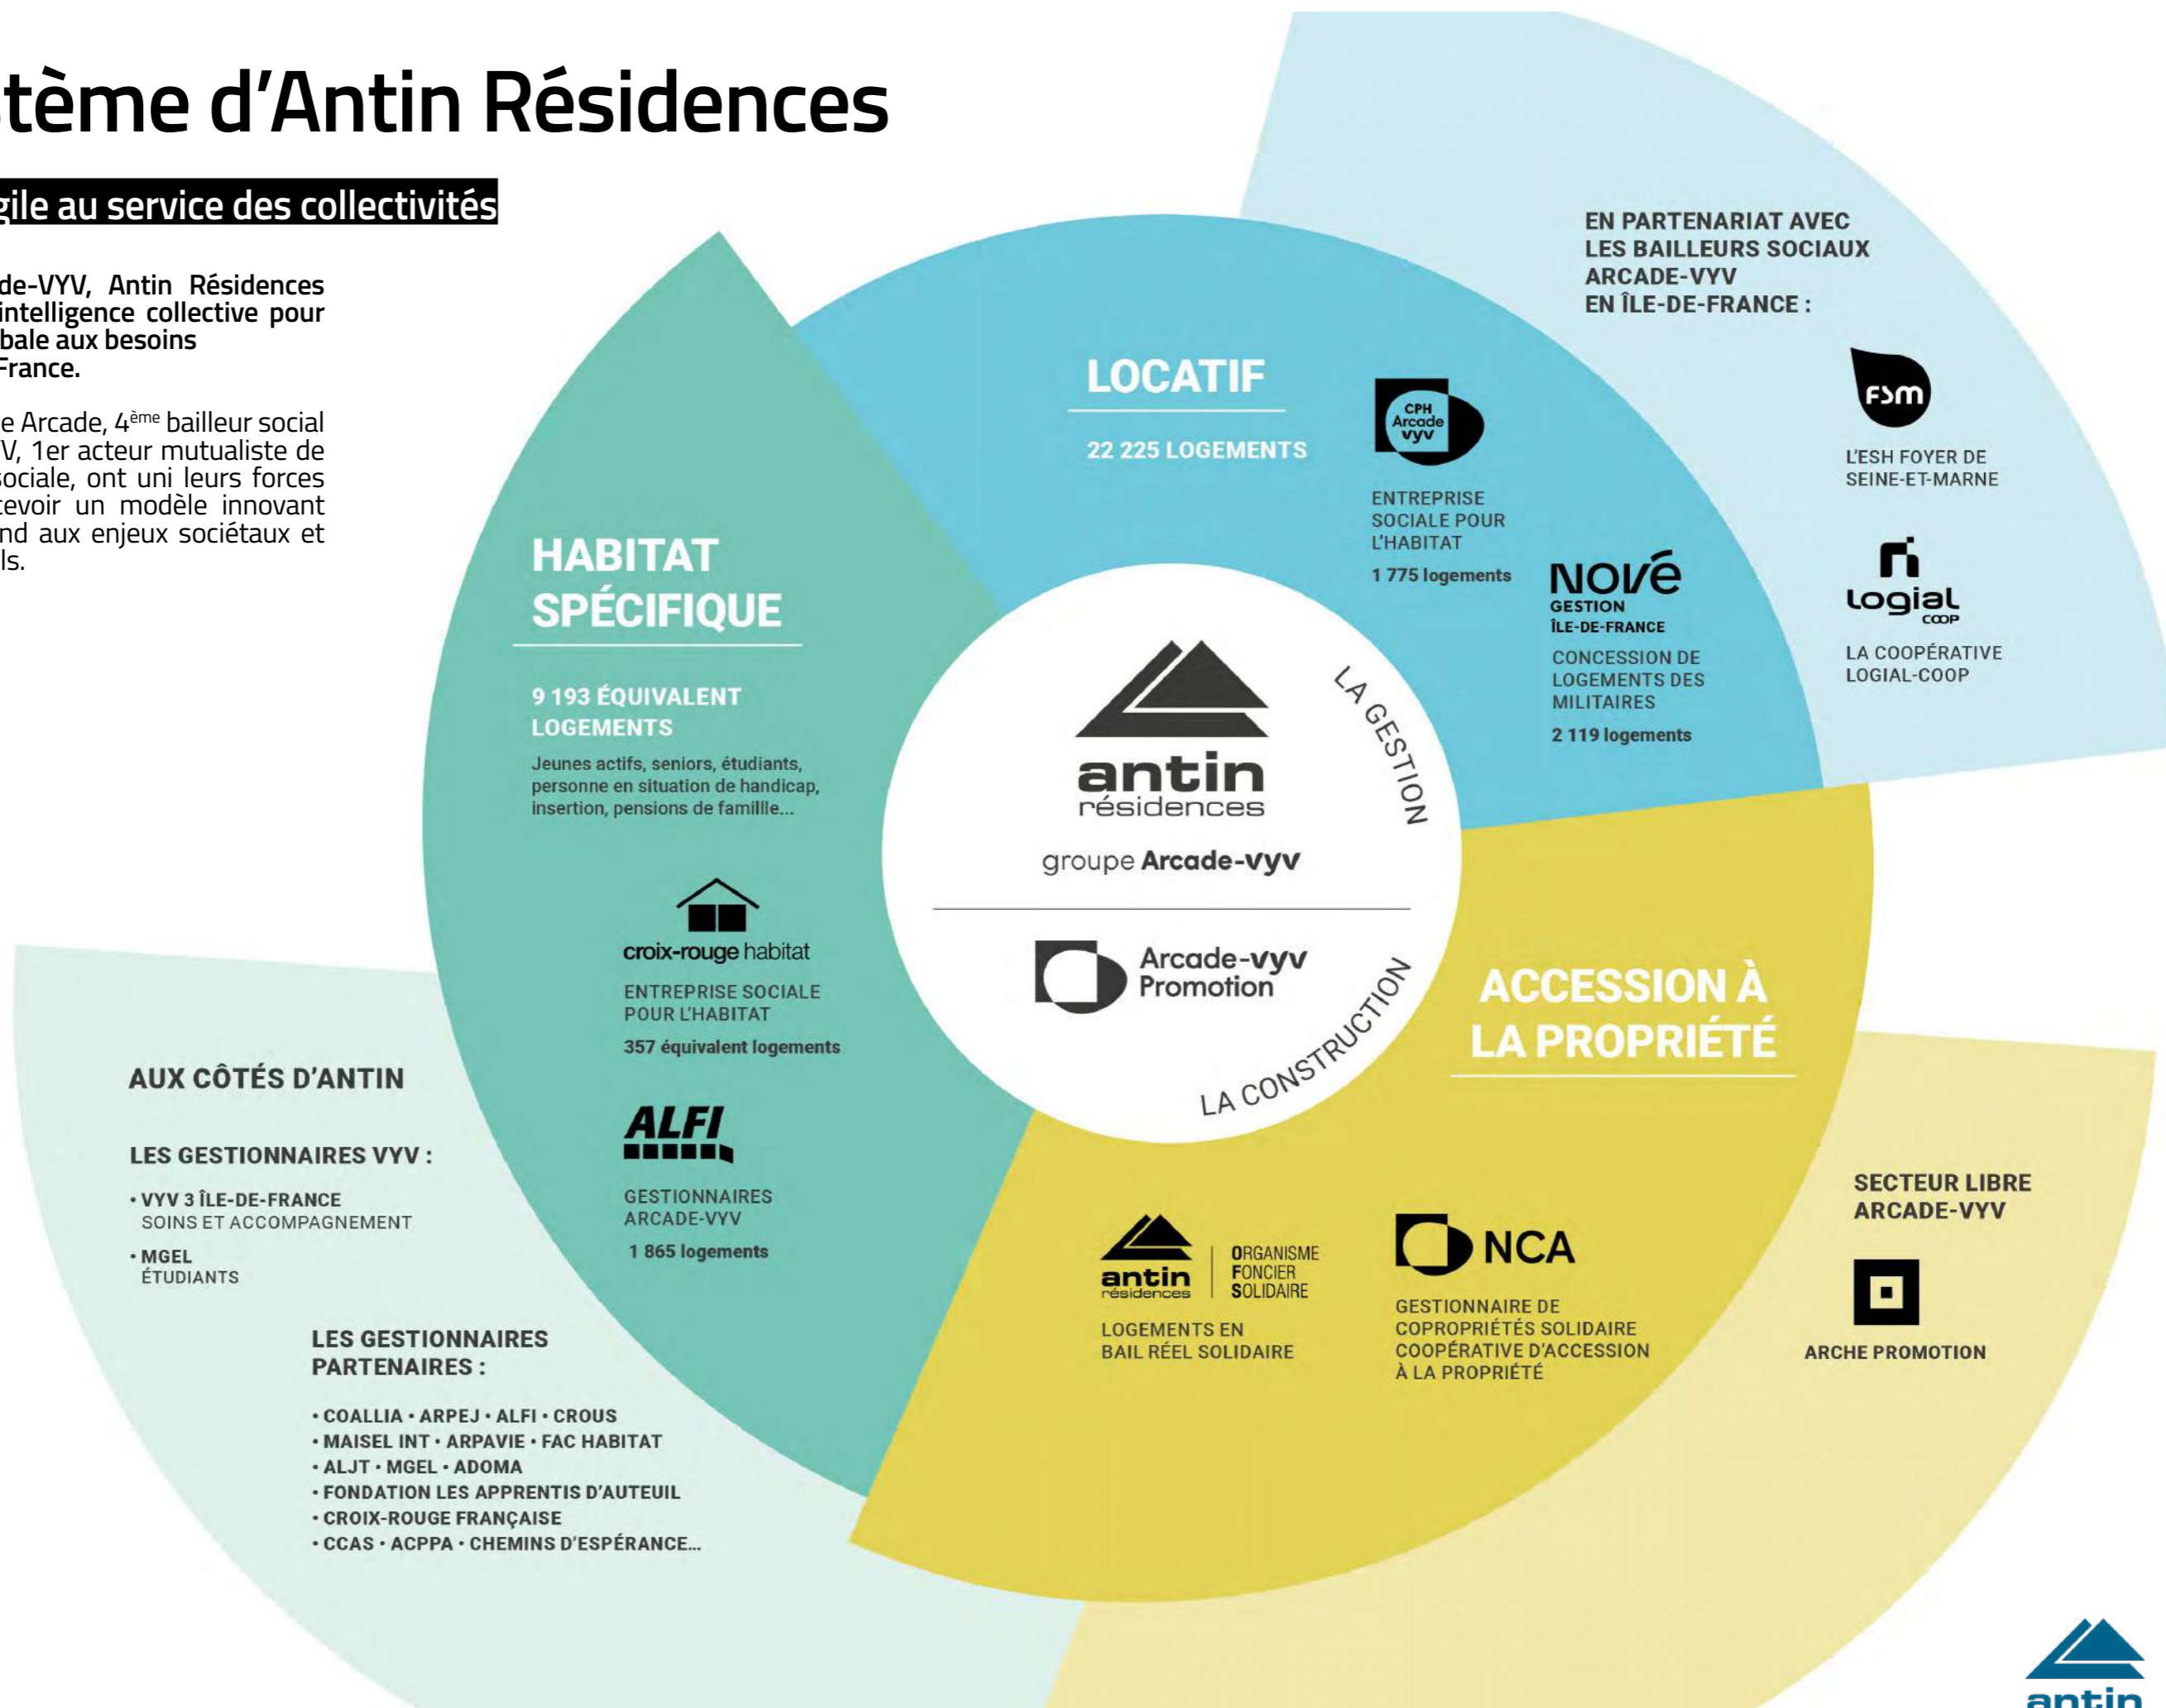 stème d'Antin Résidences
gile au service des collectivités
de-VYV, Antin Résidences
intelligence collective pour
bale aux besoins
France.
e Arcade, 4ème bailleur social
V, 1er acteur mutualiste de
sociale, ont uni leurs forces
cevoir un modèle innovant
nd aux enjeux sociétaux et
ls.
LOCATIF
22 225 LOGEMENTS
CPH
Arcade
vyv
ENTREPRISE
SOCIALE POUR
L'HABITAT
1 775 logements
NOVé
GESTION
ÎLE-DE-FRANCE
CONCESSION DE
LOGEMENTS DES
MILITAIRES
2 119 logements
EN PARTENARIAT AVEC
LES BAILLEURS SOCIAUX
ARCADE-VYV
EN ÎLE-DE-FRANCE :
FSM
L'ESH FOYER DE
SEINE-ET-MARNE
Logial
COOP
LA COOPÉRATIVE
LOGIAL-COOP
HABITAT
SPÉCIFIQUE
9 193 ÉQUIVALENT
LOGEMENTS
Jeunes actifs, seniors, étudiants,
personne en situation de handicap,
insertion, pensions de famillle...
croix-rouge habitat
ENTREPRISE SOCIALE
POUR L'HABITAT
357 équivalent logements
ALFI
GESTIONNAIRES
ARCADE-VYV
1 865 logements
antin
résidences
groupe Arcade-vyv
LA GESTION
Arcade-vyv
Promotion
LA CONSTRUCTION
ACCESSION À
LA PROPRIÉTÉ
antin
résidences
ORGANISME
FONCIER
SOLIDAIRE
LOGEMENTS EN
BAIL RÉEL SOLIDAIRE
NCA
GESTIONNAIRE DE
COPROPRIÉTÉS SOLIDAIRE
COOPÉRATIVE D'ACCESSION
À LA PROPRIÉTÉ
SECTEUR LIBRE
ARCADE-VYV
ARCHE PROMOTION
AUX CÔTÉS D'ANTIN
LES GESTIONNAIRES VYV :
• VYV 3 ÎLE-DE-FRANCE
SOINS ET ACCOMPAGNEMENT
• MGEL
ÉTUDIANTS
LES GESTIONNAIRES
PARTENAIRES :
• COALLIA • ARPEJ • ALFI • CROUS
• MAISEL INT • ARPAVIE • FAC HABITAT
• ALJT • MGEL • ADOMA
• FONDATION LES APPRENTIS D'AUTEUIL
• CROIX-ROUGE FRANÇAISE
• CCAS • ACPPA • CHEMINS D'ESPÉRANCE...
antin